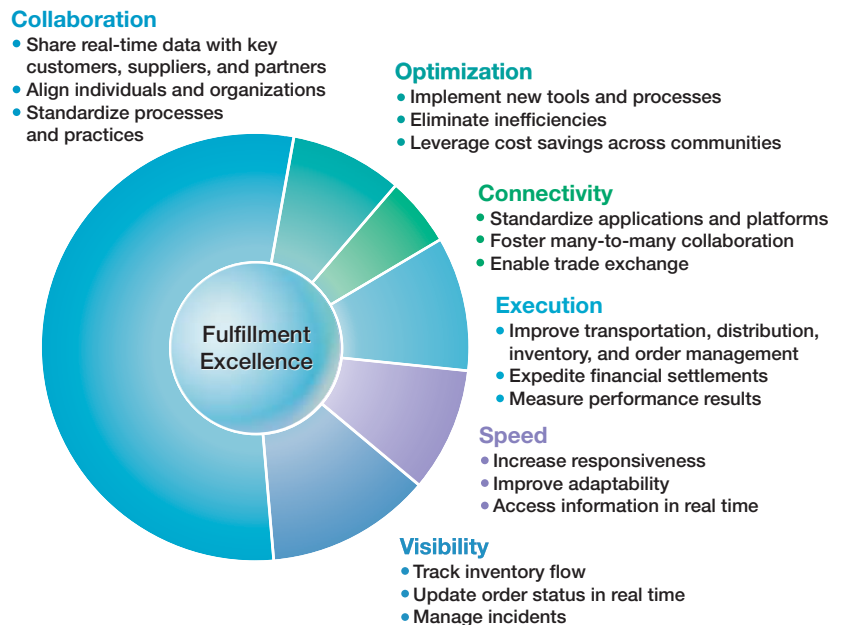 Collaboration
• Share real-time data with key
customers, suppliers, and partners
• Align individuals and organizations
• Standardize processes
and practices
Optimization
• Implement new tools and processes
• Eliminate inefficiencies
• Leverage cost savings across communities
Connectivity
• Standardize applications and platforms
• Foster many-to-many collaboration
• Enable trade exchange
Execution
• Improve transportation, distribution,
inventory, and order management
• Expedite financial settlements
• Measure performance results
Fulfillment
Excellence
Speed
• Increase responsiveness
• Improve adaptability
• Access information in real time
Visibility
• Track inventory flow
• Update order status in real time
• Manage incidents